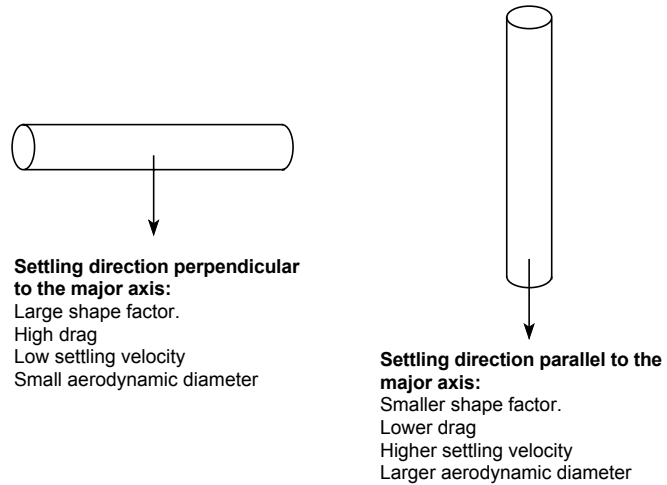 Settling direction perpendicular
to the major axis:
Large shape factor.
High drag
Low settling velocity
Small aerodynamic diameter
Settling direction parallel to the
major axis:
Smaller shape factor.
Lower drag
Higher settling velocity
Larger aerodynamic diameter